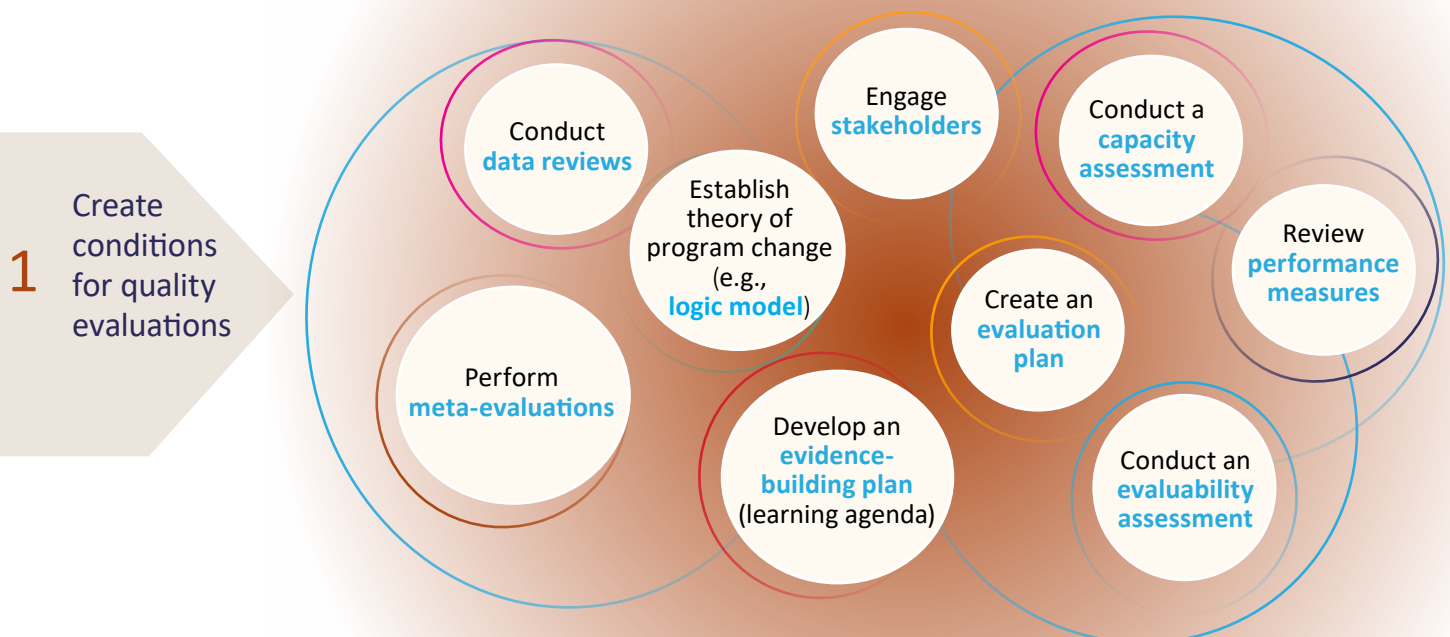 1
Create
conditions
for quality
evaluations
Conduct
data reviews
Engage
stakeholders
Conduct a
capacity
assessment
Establish
theory of
program change
(e.g.,
logic model)
Review
performance
measures
Create an
evaluation
plan
Perform
meta-evaluations
Develop an
evidence-
building plan
(learning agenda)
Conduct an
evaluability
assessment